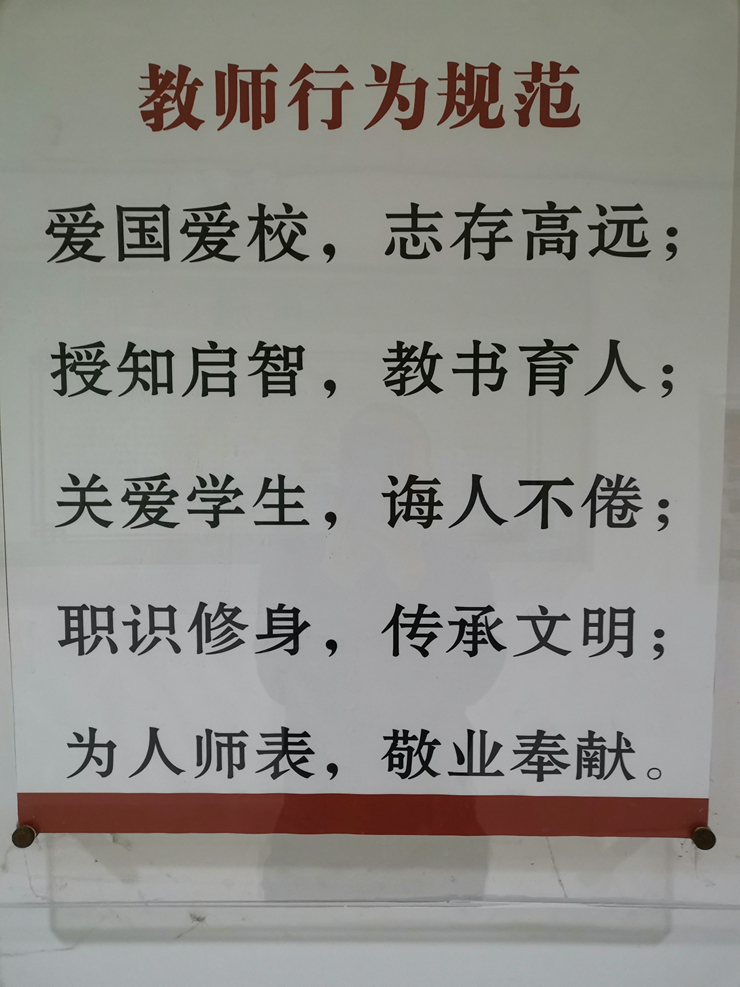 教师行为规范
爱国爱校，志存高远；
授知启智，教书育人；
关爱学生，诲人不倦；
职识修身，传承文明；
为人师表，敬业奉献。